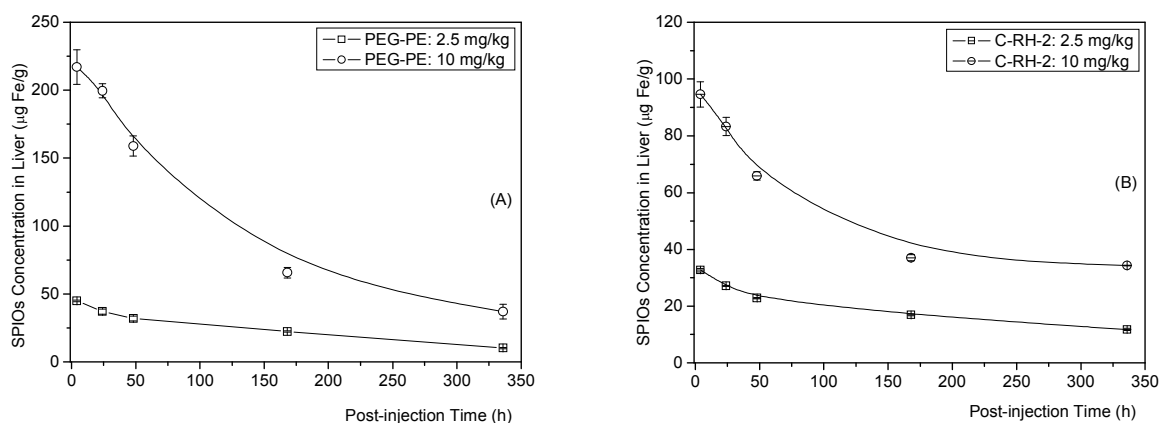 250
200
150
100
50
0
SPIOs Concentration in Liver (μg Fe/g)
PEG-PE: 2.5 mg/kg
PEG-PE: 10 mg/kg
(A)
0 50 100 150 200 250 300 350
Post-injection Time (h)
120
100
80
60
40
20
0
SPIOs Concentration in Liver (μg Fe/g)
C-RH-2: 2.5 mg/kg
C-RH-2: 10 mg/kg
(B)
0 50 100 150 200 250 300 350
Post-injection Time (h)